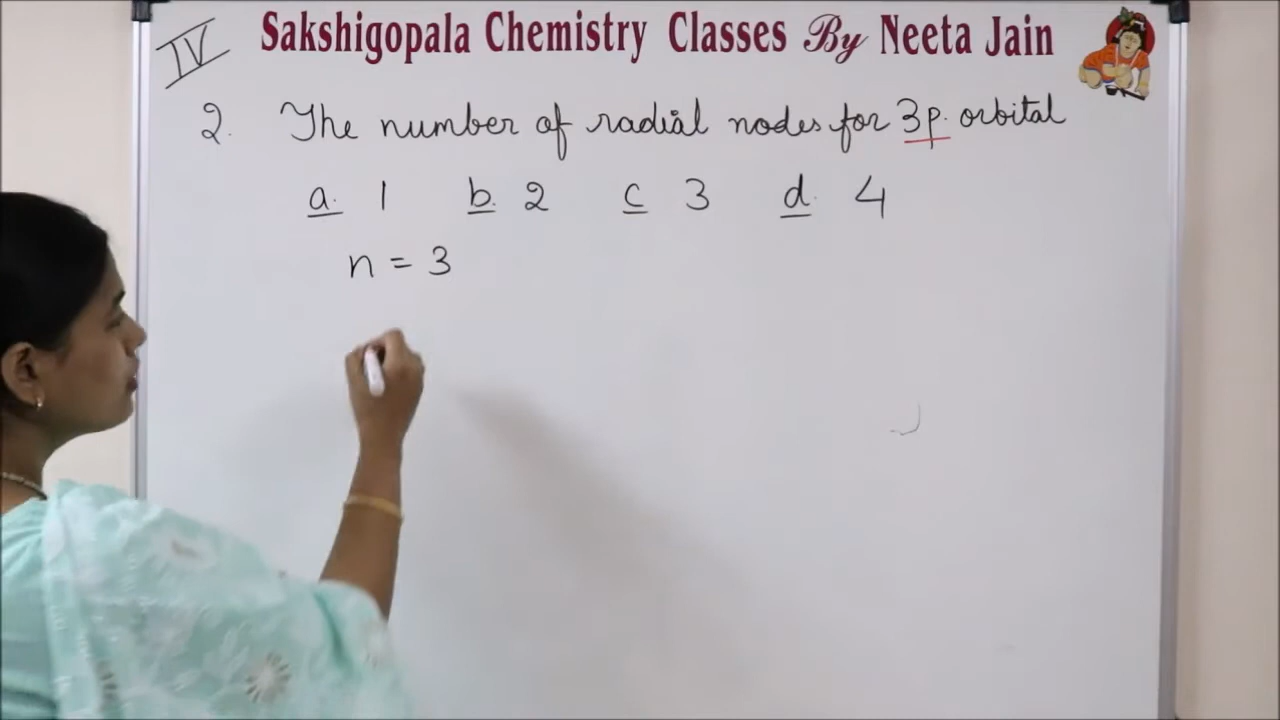 Sakshigopala Chemistry Classes By Neeta Jain
IV
2. The number of radial nodes for 3p. orbital
a. 1 b. 2 c 3 d. 4
n = 3